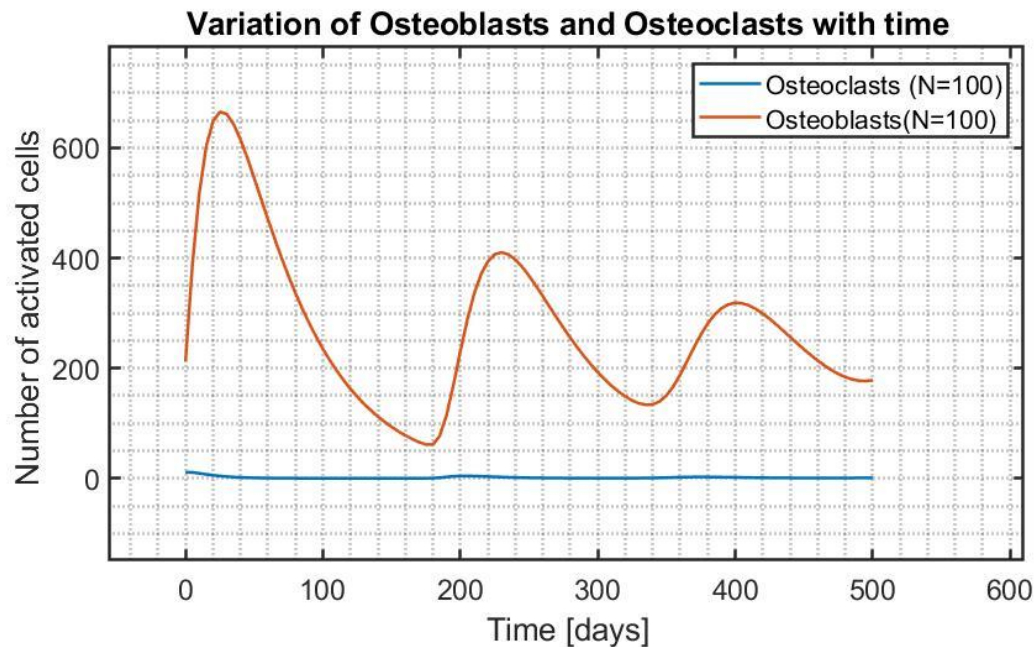 Variation of Osteoblasts and Osteoclasts with time
Osteoclasts (N=100)
Osteoblasts(N=100)
Number of activated cells
600
400
200
0
0 100 200 300 400 500 600
Time [days]